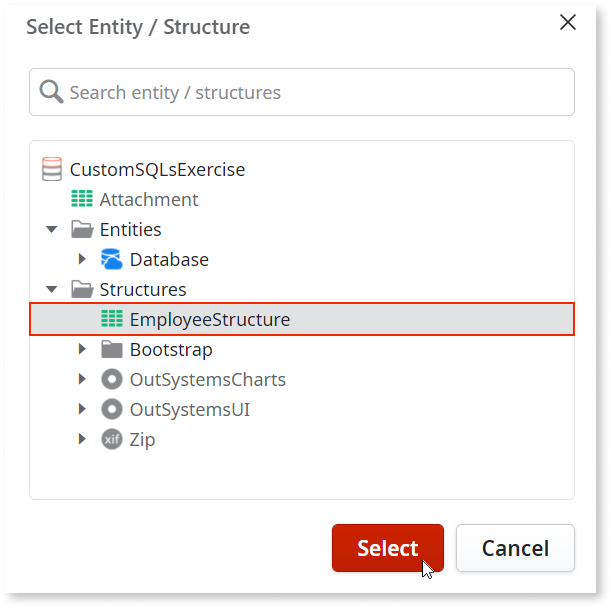 Select Entity / Structure
Search entity / structures
CustomSQLsExercise
Attachment
Entities
Database
Structures
EmployeeStructure
Bootstrap
OutSystemsCharts
OutSystemsUI
xif Zip
Select Cancel